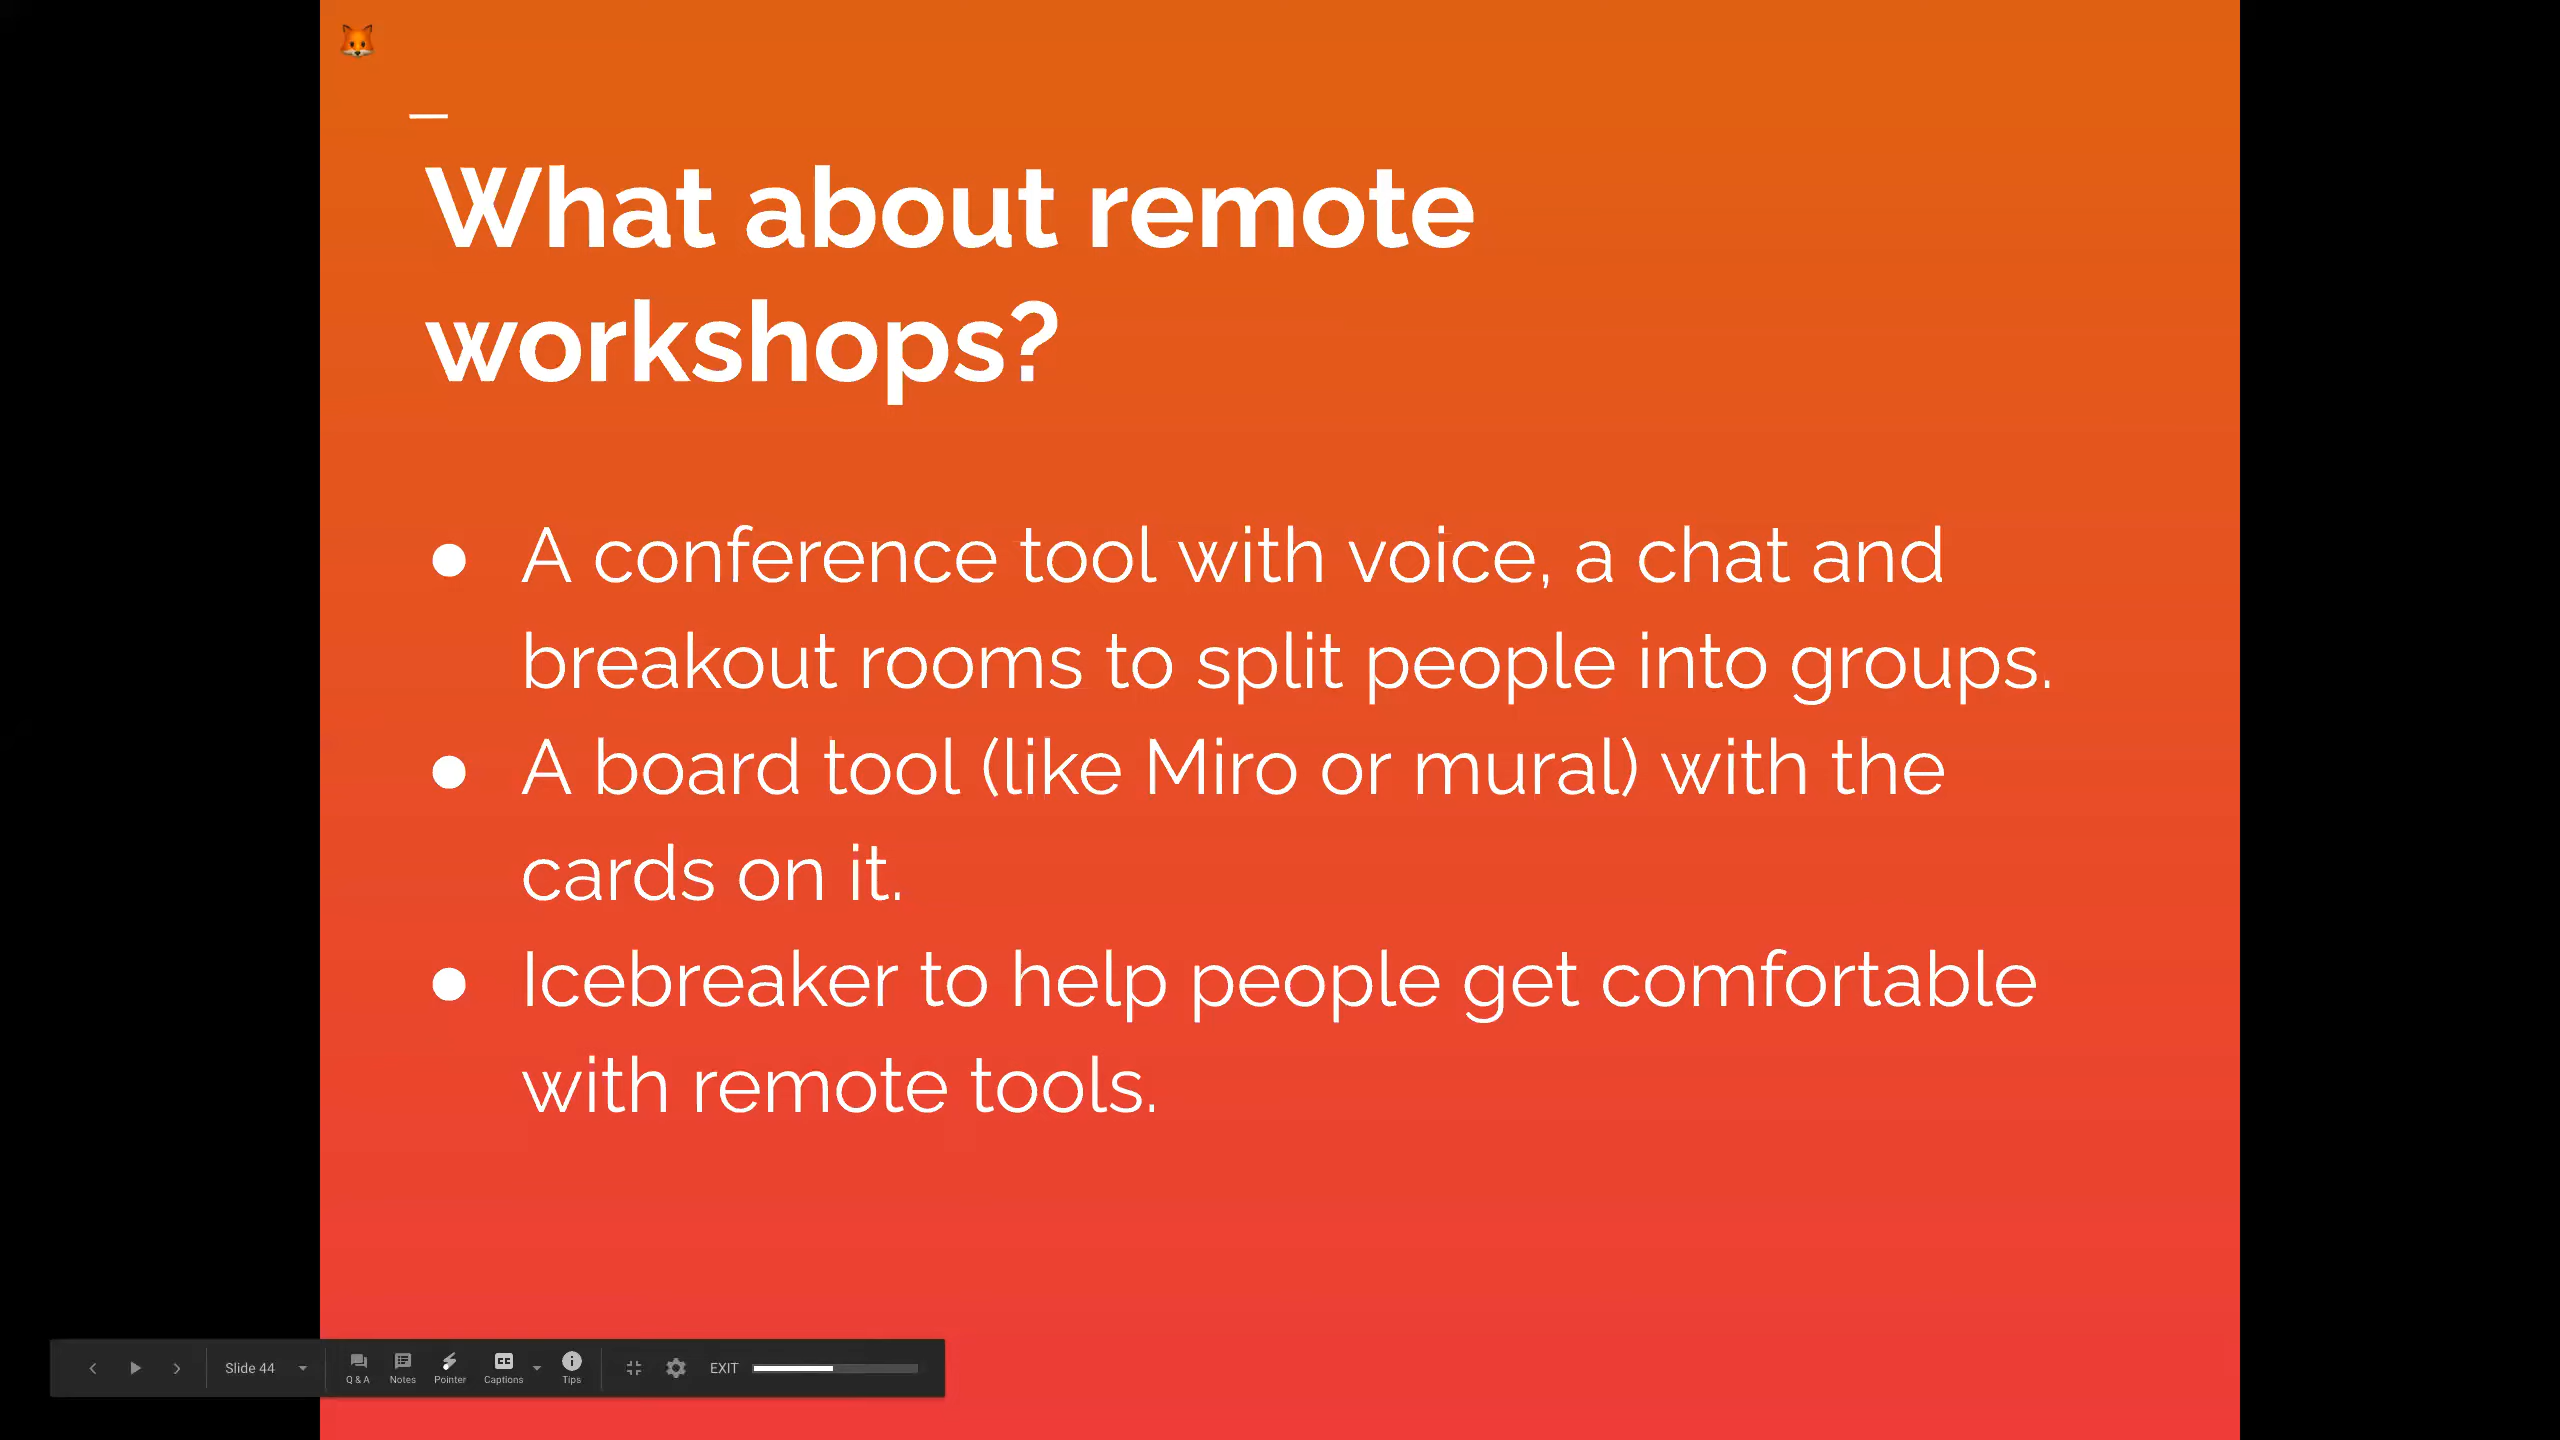 What about remote
workshops?
● A conference tool with voice, a chat and
breakout rooms to split people into groups.
● A board tool (like Miro or mural) with the
cards on it.
● Icebreaker to help people get comfortable
with remote tools.
Slide 44 Q & A Notes Pointer Captions Tips EXIT